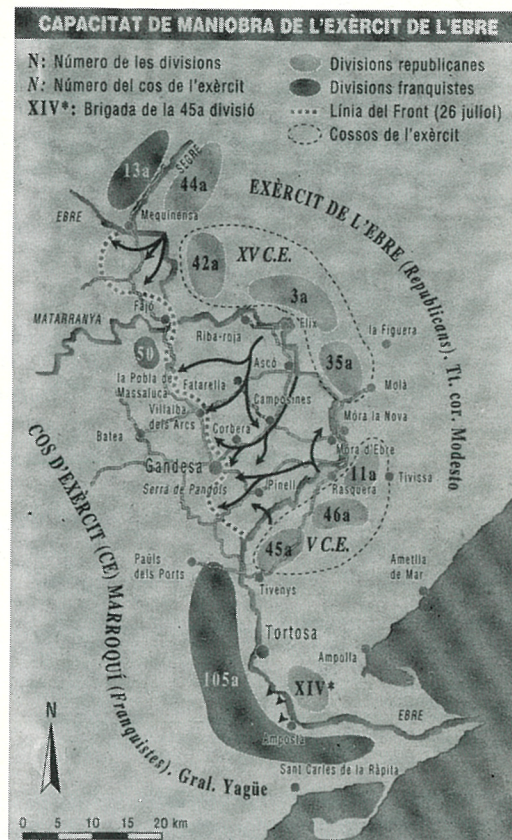 CAPACITAT DE MANIOBRA DE L'EXÈRCIT DE L'EBRE
N: Número de les divisions
N: Número del cos de l'exèrcit
XIV*: Brigada de la 45a divisió
Divisions republicanes
Divisions franquistes
Línia del Front (26 juliol)
Cossos de l'exèrcit
13a
SEGRE
44a
EXÈRCIT DE L'EBRE (Republicans). Tt. cor. Modesto
EBRE
Mequinensa
42a
XV C.E.
3a
Faió
MATARRANYA
Riba-roja
Flix
la Figuera
50
Ascó
35a
la Pobla de
Massaluca
Fatarella
Molà
Camposines
Villalba
dels Arcs
Móra la Nova
Batea
Corbera
Móra d'Ebre
Gandesa
11a
Tivissa
Serra de Pàndols
Pinell
Rasquera
46a
COS D'EXÈRCIT (CE) MARROQUÍ (Franquistes). Gral. Yagüe
45a
V C.E.
Paüls
dels Ports
Ametlla
de Mar
Tivenys
Tortosa
Ampolla
105a
XIV*
N
EBRE
Amposta
Sant Carles de la Ràpita
0 5 10 15 20 km